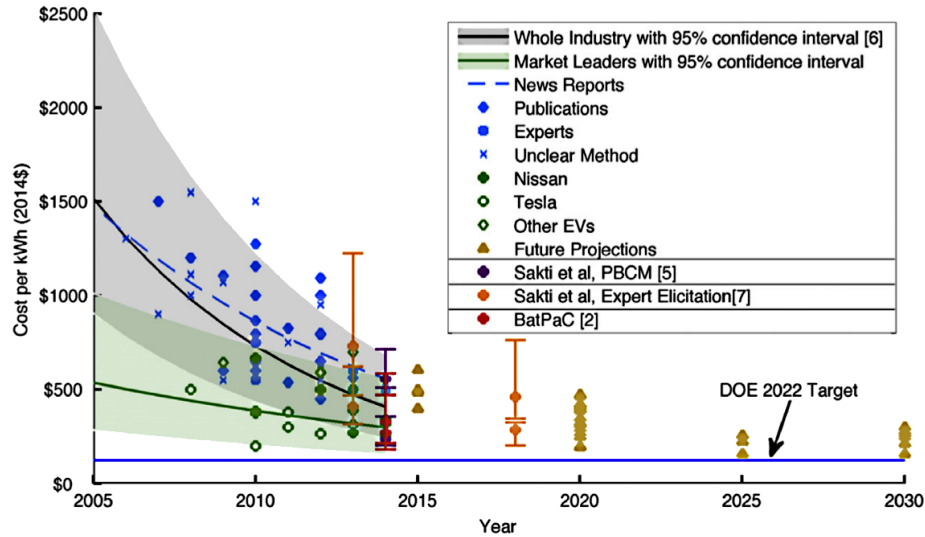 $2500
$2000
$1500
$1000
$500
$0
Cost per kWh (2014$)
2005
2010
2015
2020
2025
2030
Year
Whole Industry with 95% confidence interval [6]
Market Leaders with 95% confidence interval
News Reports
Publications
Experts
Unclear Method
Nissan
Tesla
Other EVs
Future Projections
Sakti et al, PBCM [5]
Sakti et al, Expert Elicitation[7]
BatPaC [2]
DOE 2022 Target